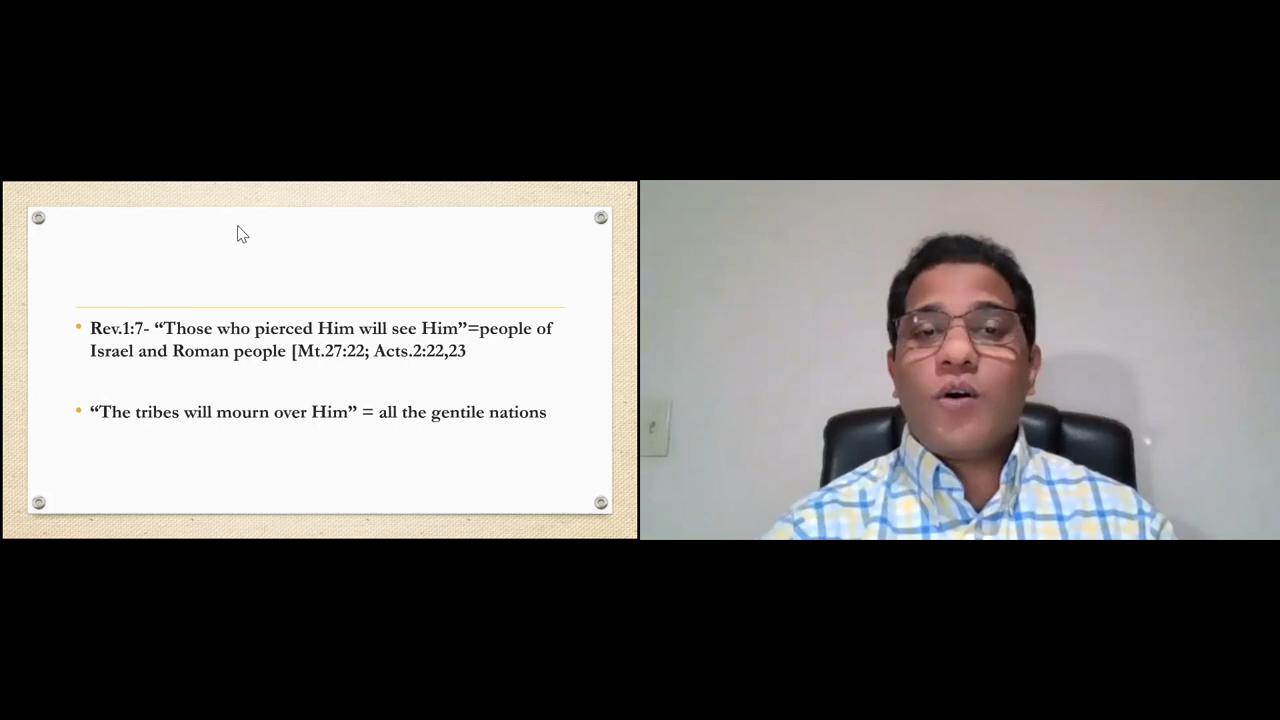 • Rev.1:7- “Those who pierced Him will see Him”=people of
Israel and Roman people [Mt.27:22; Acts.2:22,23
• “The tribes will mourn over Him” = all the gentile nations